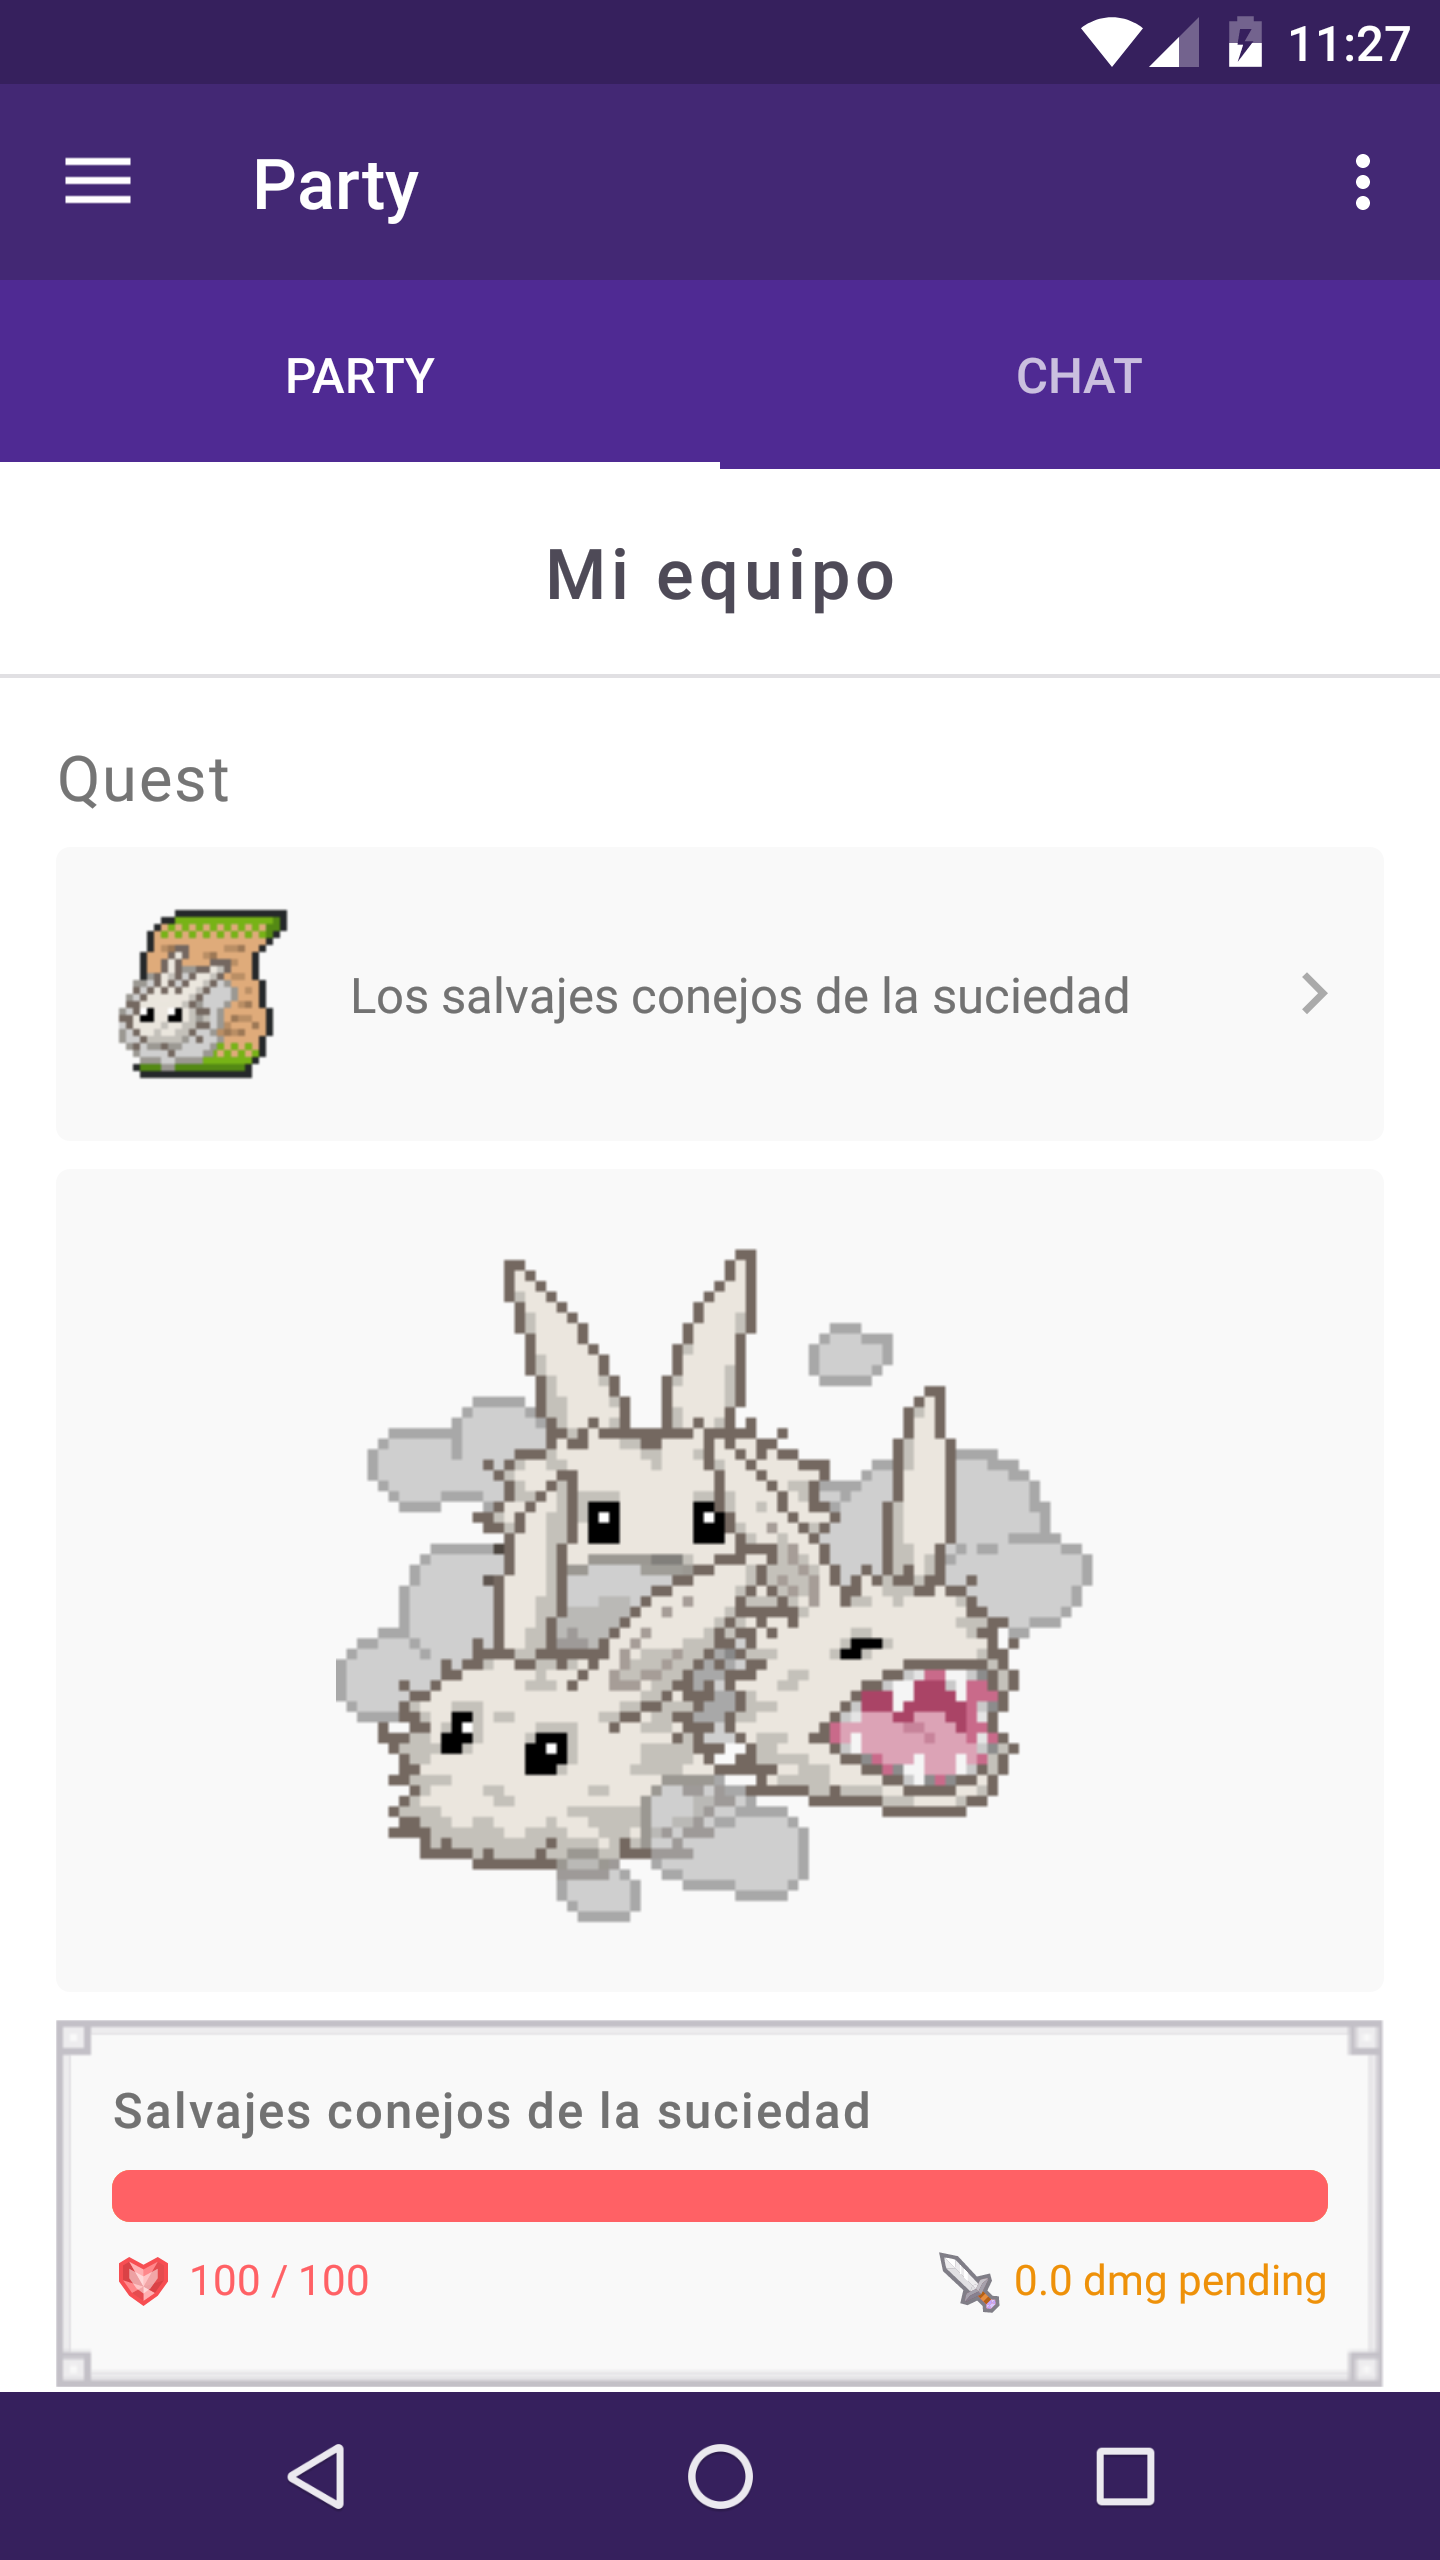 11:27
Party
PARTY
CHAT
Mi equipo
Quest
Los salvajes conejos de la suciedad
Salvajes conejos de la suciedad
100 / 100
0.0 dmg pending